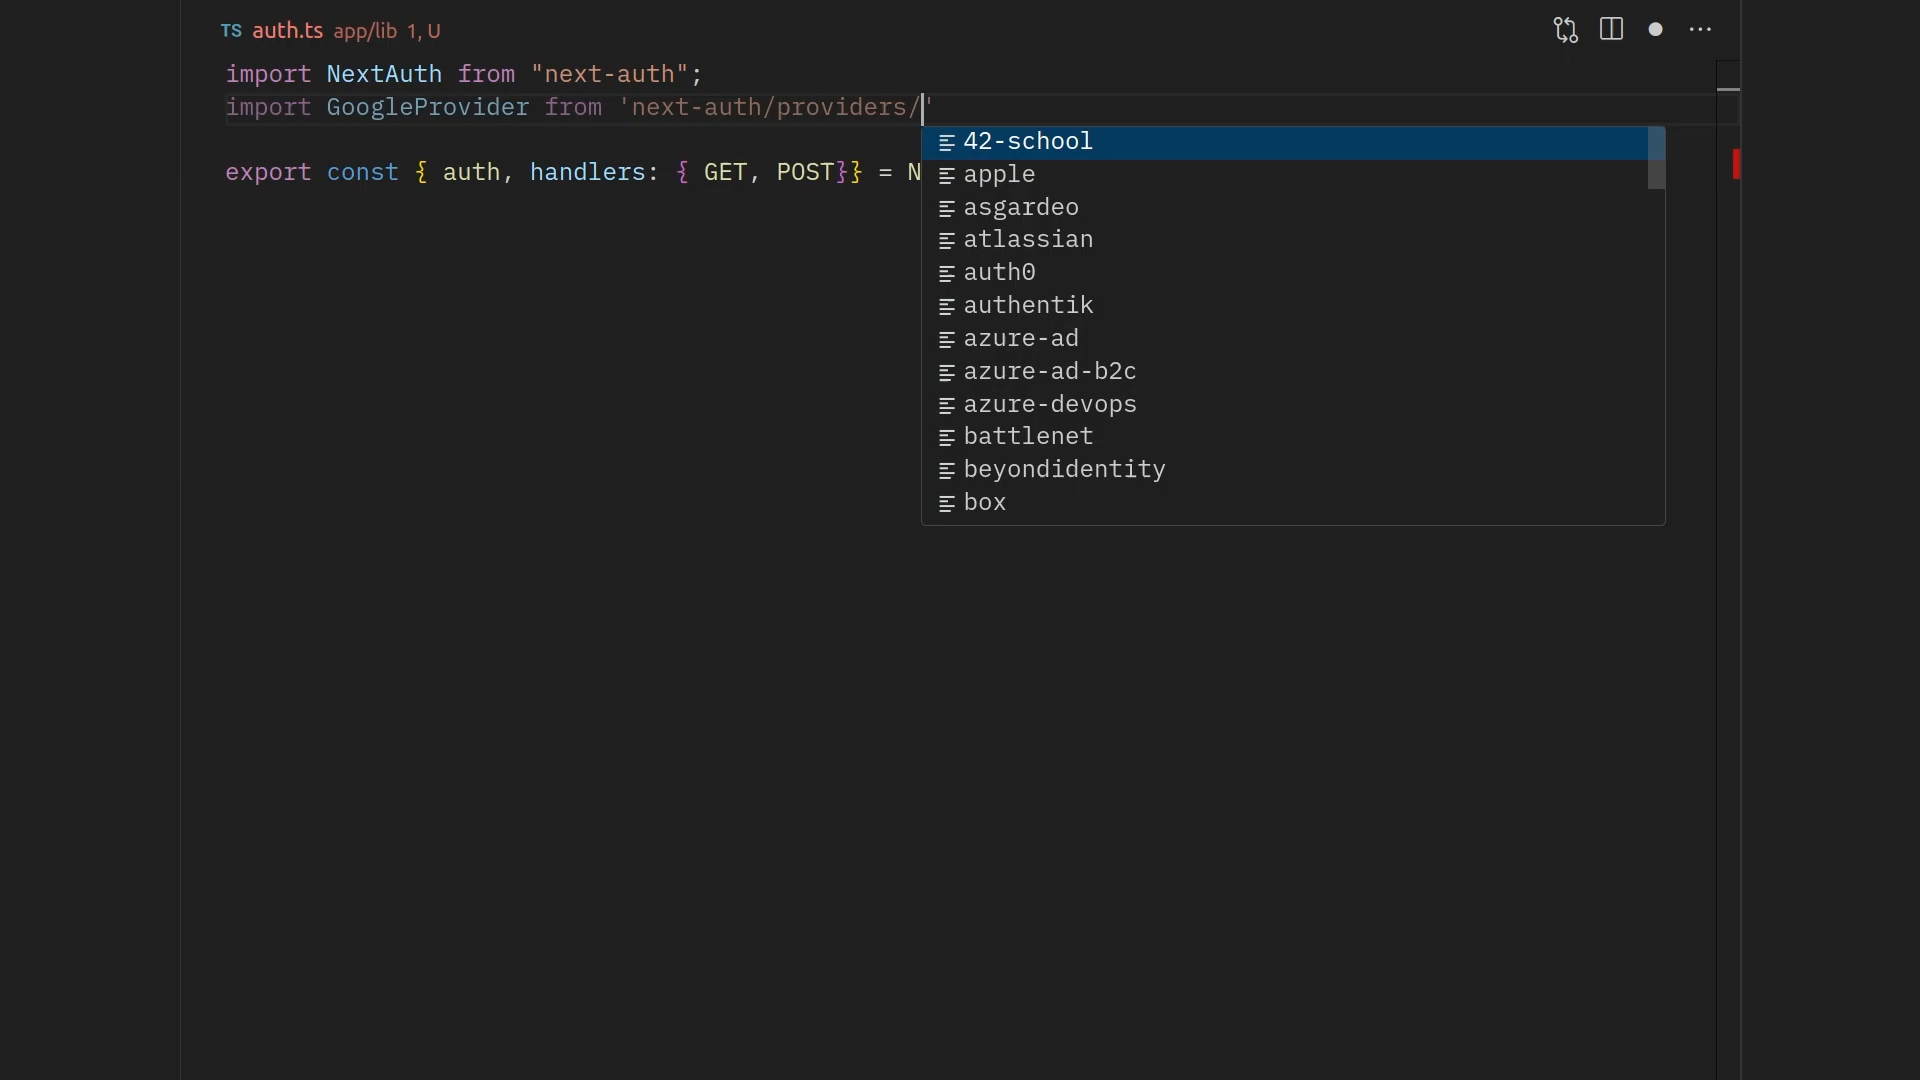 TS auth.ts app/lib 1, U
import NextAuth from "next-auth";
import GoogleProvider from 'next-auth/providers/'
export const { auth, handlers: { GET, POST}} = N
42-school
apple
asgardeo
atlassian
auth0
authentik
azure-ad
azure-ad-b2c
azure-devops
battlenet
beyondidentity
box